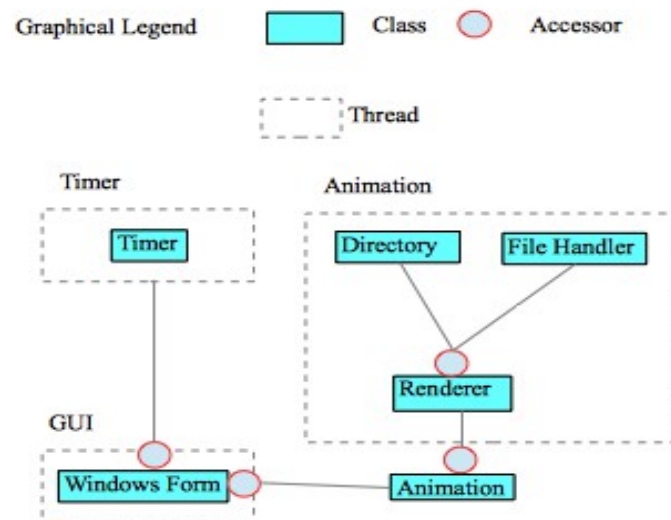 Graphical Legend
Class
Accessor
Thread
Timer
Animation
Timer
Directory
File Handler
Renderer
GUI
Windows Form
Animation